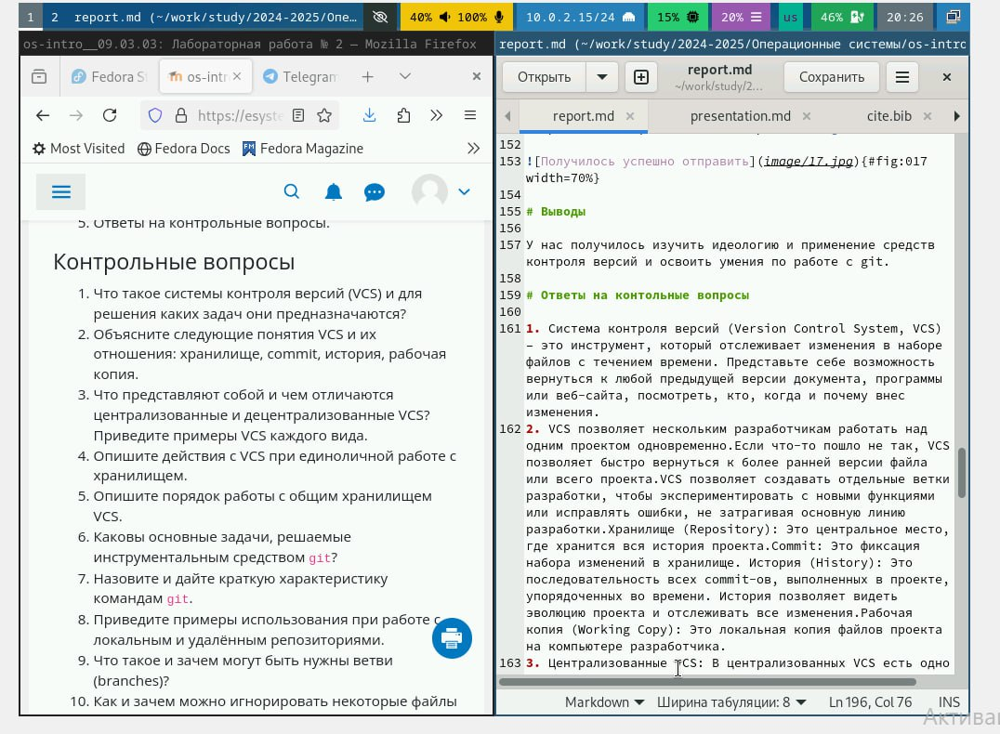 1 2 report.md (~/work/study/2024-2025/Опе… 40% 100% 10.0.2.15/24 15% 20% us 46% 20:26
os-intro__09.03.03: Лабораторная работа № 2 — Mozilla Firefox
Fedora S os-intr Telegram
https://esyste
Most Visited Fedora Docs Fedora Magazine
5. Ответы на контрольные вопросы.
Контрольные вопросы
1. Что такое системы контроля версий (VCS) и для
решения каких задач они предназначаются?
2. Объясните следующие понятия VCS и их
отношения: хранилище, commit, история, рабочая
копия.
3. Что представляют собой и чем отличаются
централизованные и децентрализованные VCS?
Приведите примеры VCS каждого вида.
4. Опишите действия с VCS при единоличной работе с
хранилищем.
5. Опишите порядок работы с общим хранилищем
VCS.
6. Каковы основные задачи, решаемые
инструментальным средством git?
7. Назовите и дайте краткую характеристику
командам git.
8. Приведите примеры использования при работе с
локальным и удалённым репозиториями.
9. Что такое и зачем могут быть нужны ветви
(branches)?
10. Как и зачем можно игнорировать некоторые файлы
report.md (~/work/study/2024-2025/Операционные системы/os-intro
Открыть report.md Сохранить
~/work/study/2…
report.md presentation.md cite.bib
152
153 ![Получилось успешно отправить](image/17.jpg){#fig:017
width=70%}
154
155 # Выводы
156
157 У нас получилось изучить идеологию и применение средств
контроля версий и освоить умения по работе с git.
158
159 # Ответы на контольные вопросы
160
161 1. Система контроля версий (Version Control System, VCS)
– это инструмент, который отслеживает изменения в наборе
файлов с течением времени. Представьте себе возможность
вернуться к любой предыдущей версии документа, программы
или веб-сайта, посмотреть, кто, когда и почему внес
изменения.
162 2. VCS позволяет нескольким разработчикам работать над
одним проектом одновременно.Если что-то пошло не так, VCS
позволяет быстро вернуться к более ранней версии файла
или всего проекта.VCS позволяет создавать отдельные ветки
разработки, чтобы экспериментировать с новыми функциями
или исправлять ошибки, не затрагивая основную линию
разработки.Хранилище (Repository): Это центральное место,
где хранится вся история проекта.Commit: Это фиксация
набора изменений в хранилище. История (History): Это
последовательность всех commit-ов, выполненных в проекте,
упорядоченных во времени. История позволяет видеть
эволюцию проекта и отслеживать все изменения.Рабочая
копия (Working Copy): Это локальная копия файлов проекта
на компьютере разработчика.
163 3. Централизованные VCS: В централизованных VCS есть одно
Markdown Ширина табуляции: 8 Ln 196, Col 76 INS
Актива